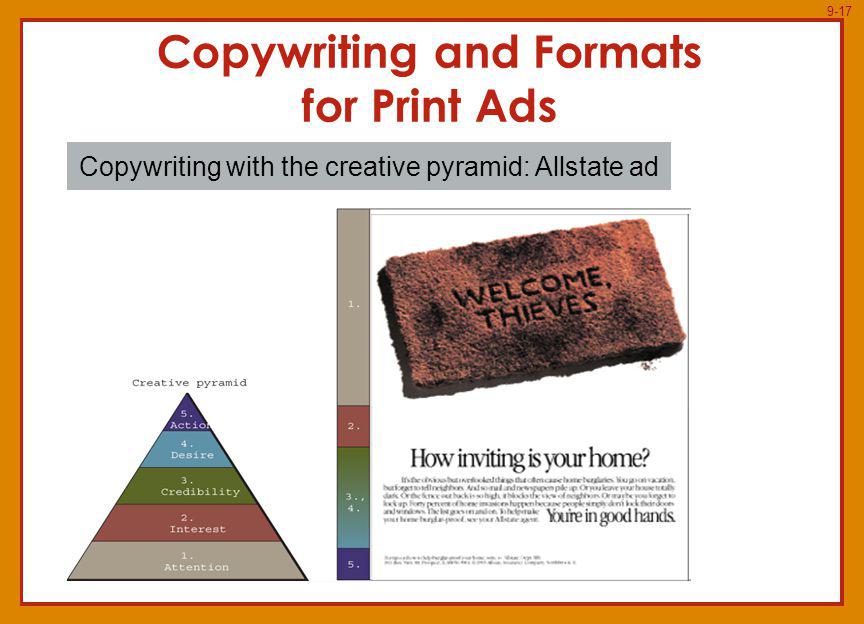 9-17
Copywriting and Formats
for Print Ads
Copywriting with the creative pyramid: Allstate ad
Creative pyramid
5.
Action
4.
Desire
3.
Credibility
2.
Interest
1.
Attention
1.
2.
3.,
4.
5.
WELCOME,
THIEVES.
How inviting is your home?
It's the obvious but overlooked things that often cause home burglaries. You go on vacation,
but forget to tell neighbors. And so mail and newspapers pile up. Or you leave your house totally
dark. Or the fence out back is so high, it blocks the view of neighbors. Or maybe you forget to
lock up. Forty percent of home invasions happen because people simply don't lock their doors
and windows. The list goes on and on. To help make
your home burglar-proof, see your Allstate agent.
You're in good hands.